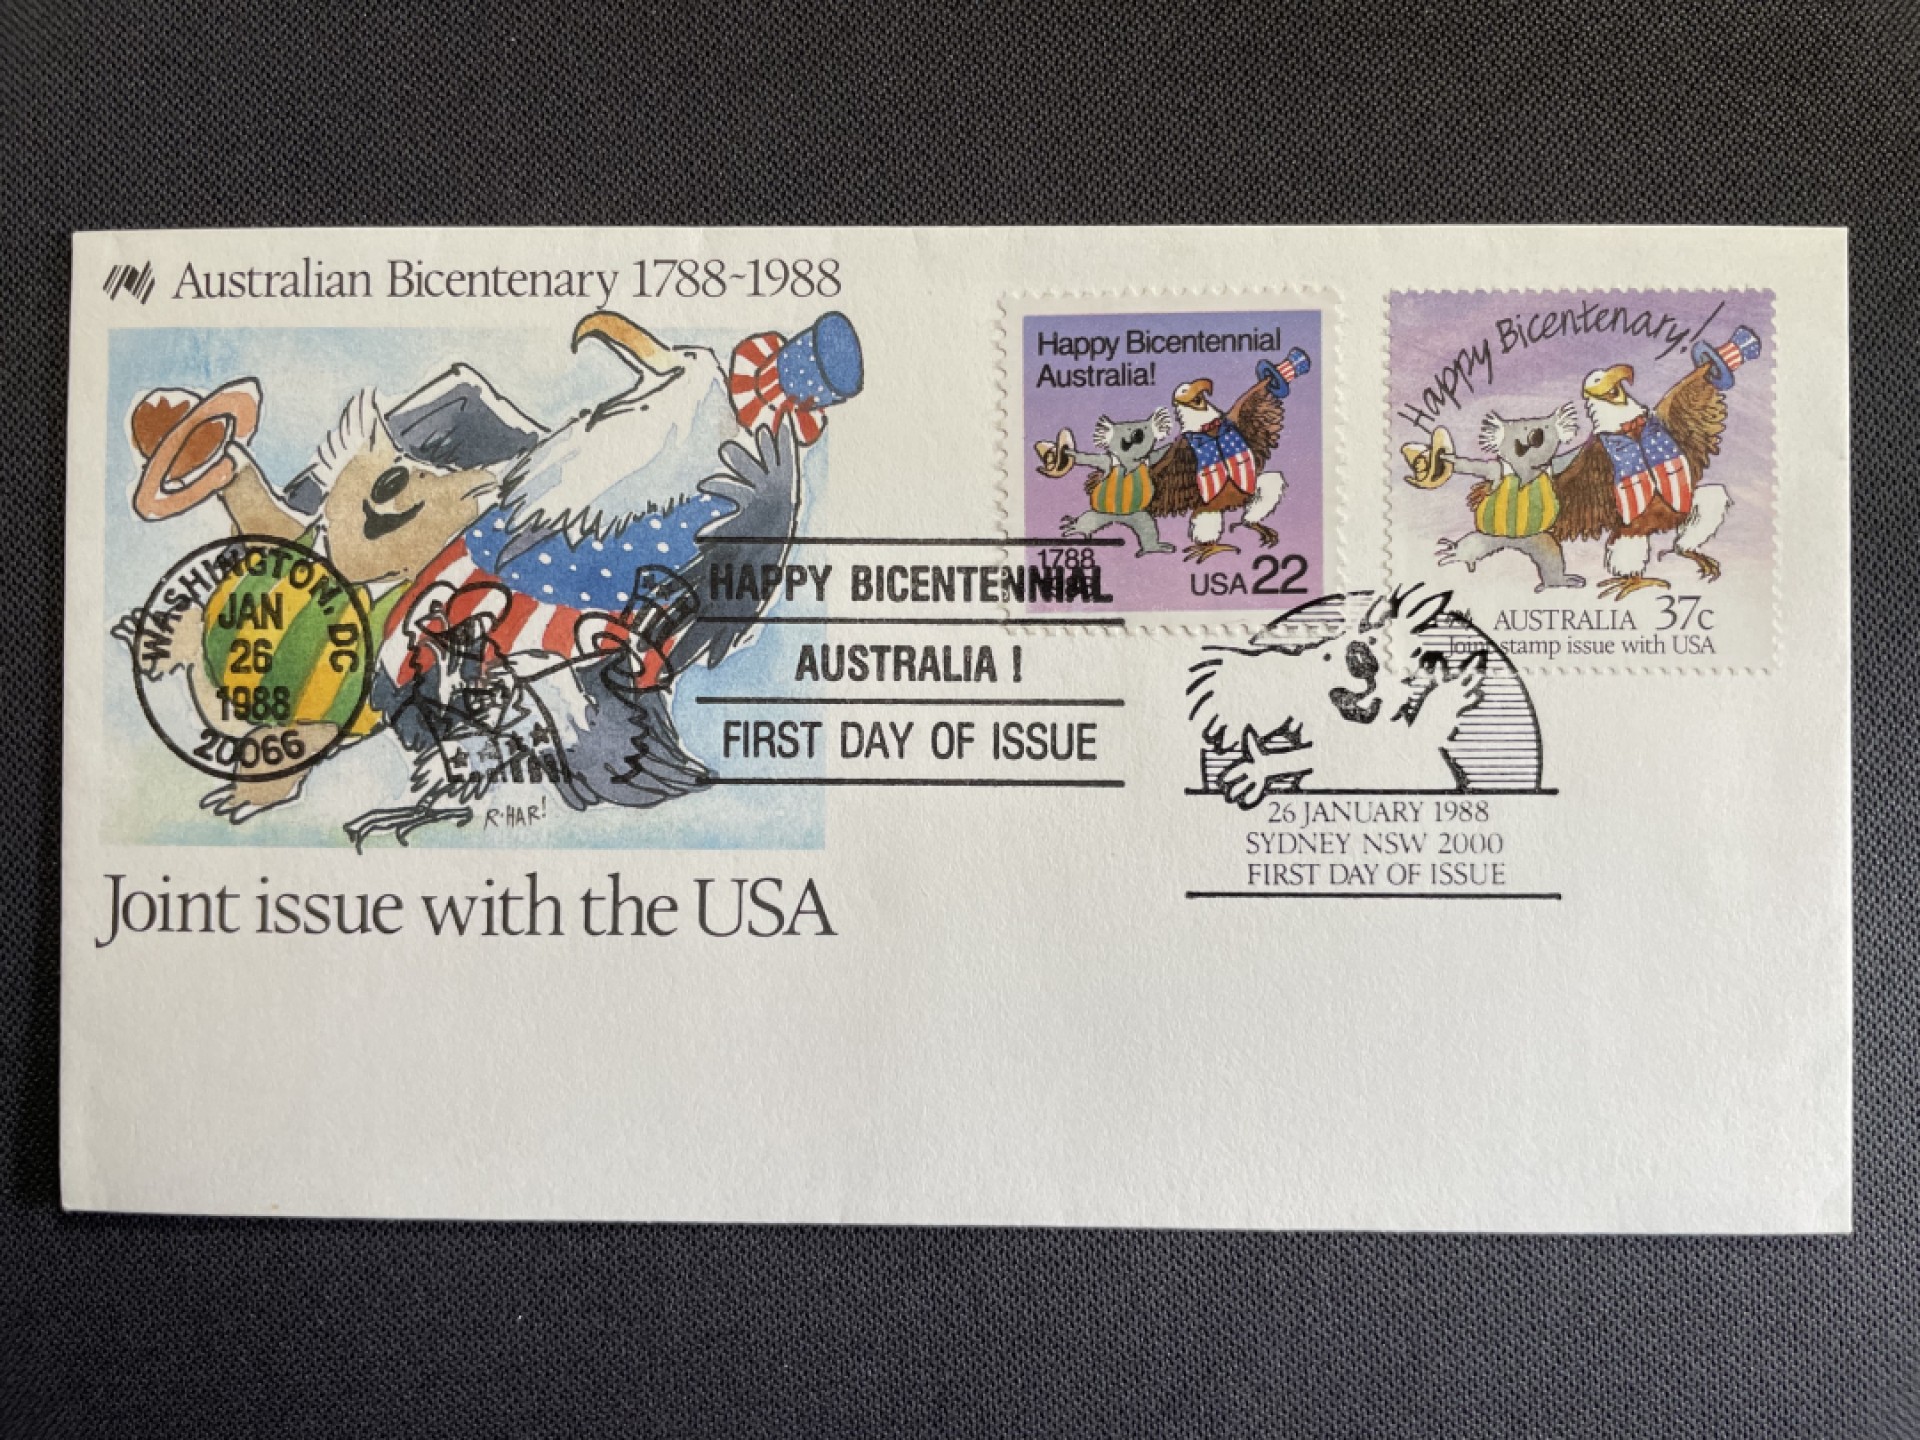 Australian Bicentenary 1788~1988
Happy Bicentennial
Australia!
1788
USA 22
Happy Bicentenary!
AUSTRALIA 37c
Joint stamp issue with USA
WASHINGTON, DC
JAN
26
1988
20066
HAPPY BICENTENNIAL
AUSTRALIA !
FIRST DAY OF ISSUE
26 JANUARY 1988
SYDNEY NSW 2000
FIRST DAY OF ISSUE
R·HAR!
Joint issue with the USA